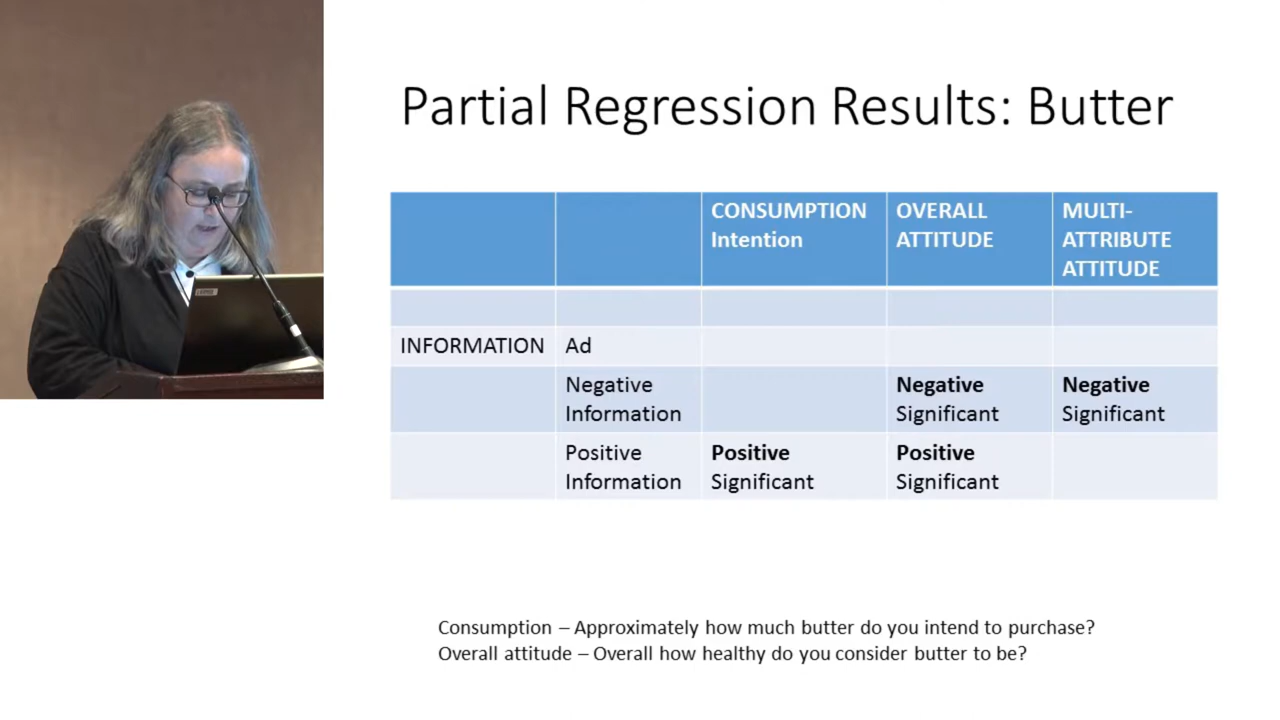 Partial Regression Results: Butter
CONSUMPTION Intention
OVERALL ATTITUDE
MULTI-ATTRIBUTE ATTITUDE
INFORMATION
Ad
Negative Information
Negative Significant
Negative Significant
Positive Information
Positive Significant
Positive Significant
Consumption – Approximately how much butter do you intend to purchase?
Overall attitude – Overall how healthy do you consider butter to be?